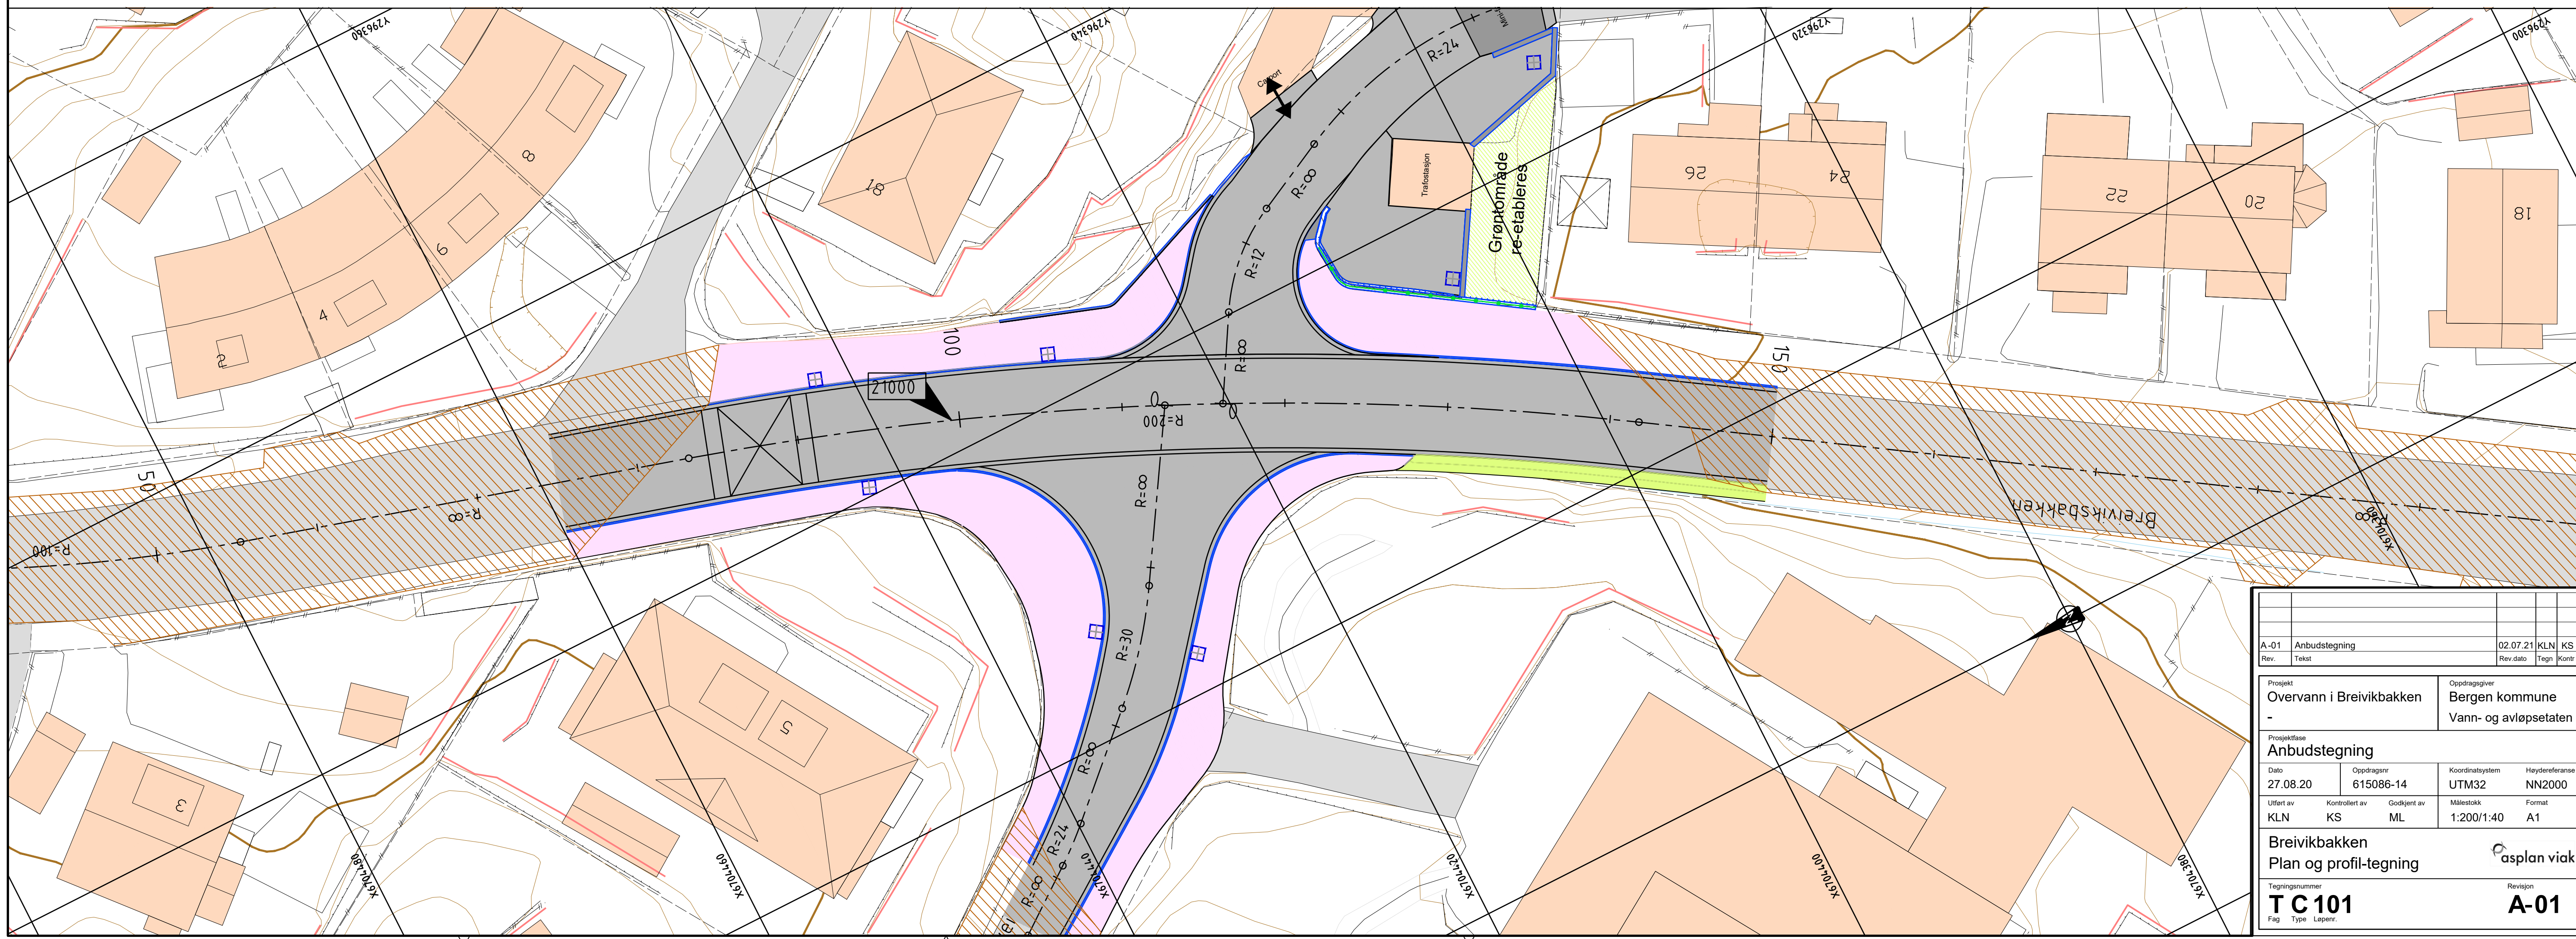 Y296360
Y296340
Y296320
Y296300
Carport
R=24
R=∞
R=12
R=∞
Trafostasjon
Grøntområde
re-etableres
8
6
4
2
18
26
24
22
20
18
100
150
50
21000
0
0
R=200
R=∞
R=100
R=∞
R=30
R=∞
R=24
R=∞
Breiviksbakken
5
3
X6704480
X6704460
X6704440
X6704420
X6704400
X6704380
X6704360
A-01 Anbudstegning 02.07.21 KLN KS
Rev. Tekst Rev.dato Tegn Kontr
Prosjekt
Overvann i Breivikbakken
-
Oppdragsgiver
Bergen kommune
Vann- og avløpsetaten
Prosjektfase
Anbudstegning
Dato Oppdragsnr Koordinatsystem Høydereferanse
27.08.20 615086-14 UTM32 NN2000
Utført av Kontrollert av Godkjent av Målestokk Format
KLN KS ML 1:200/1:40 A1
Breivikbakken
Plan og profil-tegning
asplan viak
Tegningsnummer Revisjon
T C 101 A-01
Fag Type Løpenr.